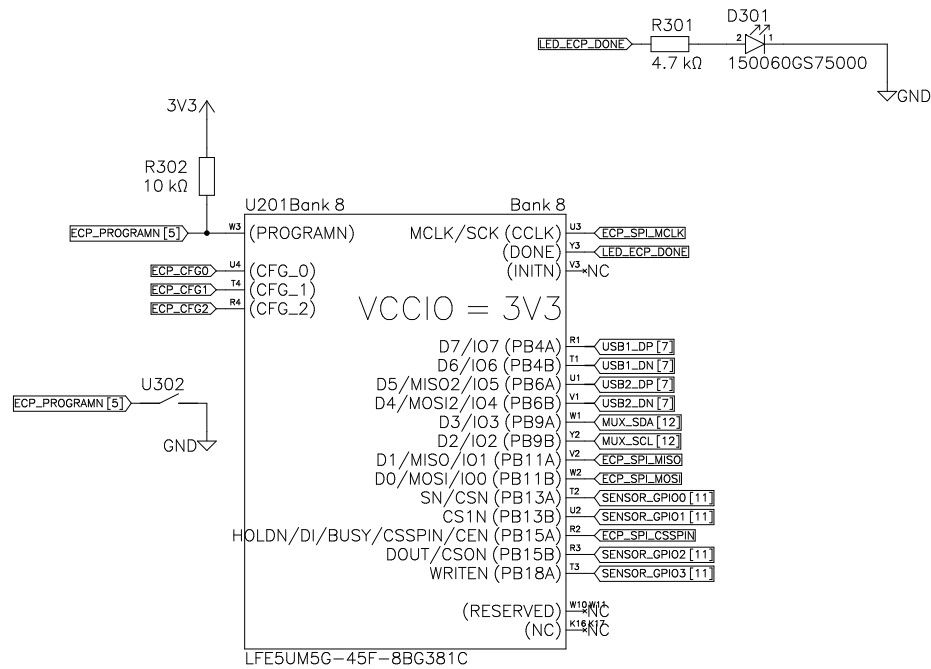 R301
D301
LED_ECP_DONE
2
1
4.7 kΩ
150060GS75000
GND
3V3
R302
10 kΩ
U201Bank 8
Bank 8
ECP_PROGRAMN [5]
W3
(PROGRAMN)
MCLK/SCK (CCLK)
U3
ECP_SPI_MCLK
(DONE)
Y3
LED_ECP_DONE
ECP_CFG0
U4
(CFG_0)
(INITN)
V3
NC
ECP_CFG1
T4
(CFG_1)
ECP_CFG2
R4
(CFG_2)
VCCIO = 3V3
D7/IO7 (PB4A)
R1
USB1_DP [7]
D6/IO6 (PB4B)
T1
USB1_DN [7]
D5/MISO2/IO5 (PB6A)
U1
USB2_DP [7]
D4/MOSI2/IO4 (PB6B)
V1
USB2_DN [7]
U302
ECP_PROGRAMN [5]
GND
D3/IO3 (PB9A)
W1
MUX_SDA [12]
D2/IO2 (PB9B)
Y2
MUX_SCL [12]
D1/MISO/IO1 (PB11A)
V2
ECP_SPI_MISO
D0/MOSI/IO0 (PB11B)
W2
ECP_SPI_MOSI
SN/CSN (PB13A)
T2
SENSOR_GPIO0 [11]
CS1N (PB13B)
U2
SENSOR_GPIO1 [11]
HOLDN/DI/BUSY/CSSPIN/CEN (PB15A)
R2
ECP_SPI_CSSPIN
DOUT/CSON (PB15B)
R3
SENSOR_GPIO2 [11]
WRITEN (PB18A)
T3
SENSOR_GPIO3 [11]
(RESERVED)
W10 W11
NC
(NC)
K16 K17
NC
LFE5UM5G-45F-8BG381C